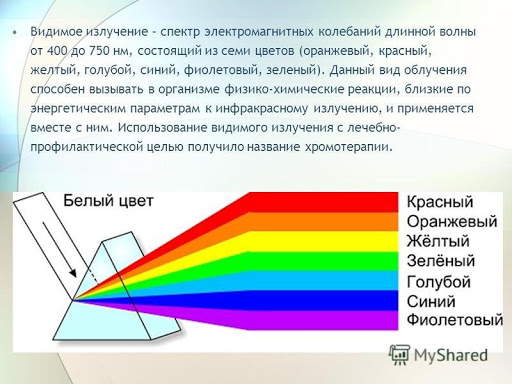 • Видимое излучение – спектр электромагнитных колебаний длинной волны
от 400 до 750 нм, состоящий из семи цветов (оранжевый, красный,
желтый, голубой, синий, фиолетовый, зеленый). Данный вид облучения
способен вызывать в организме физико-химические реакции, близкие по
энергетическим параметрам к инфракрасному излучению, и применяется
вместе с ним. Использование видимого излучения с лечебно-
профилактической целью получило название хромотерапии.
Белый цвет
Красный
Оранжевый
Жёлтый
Зелёный
Голубой
Синий
Фиолетовый
MyShared